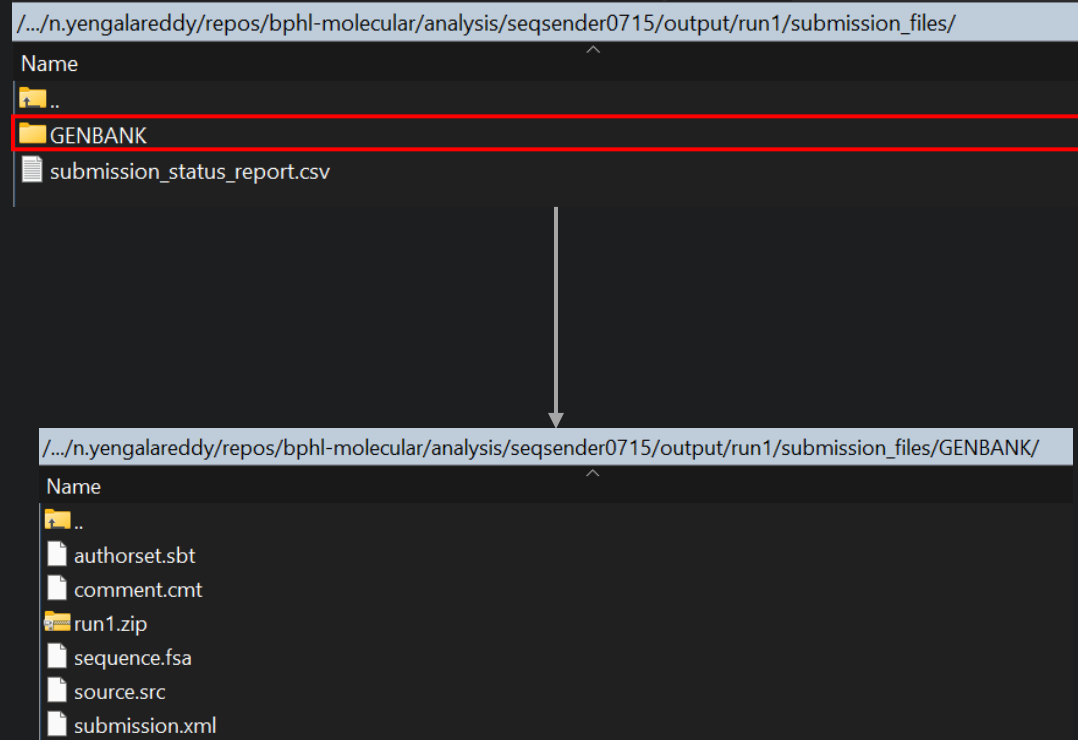 /.../n.yengalareddy/repos/bphl-molecular/analysis/seqsender0715/output/run1/submission_files/
Name
..
GENBANK
submission_status_report.csv
/.../n.yengalareddy/repos/bphl-molecular/analysis/seqsender0715/output/run1/submission_files/GENBANK/
Name
..
authorset.sbt
comment.cmt
run1.zip
sequence.fsa
source.src
submission.xml